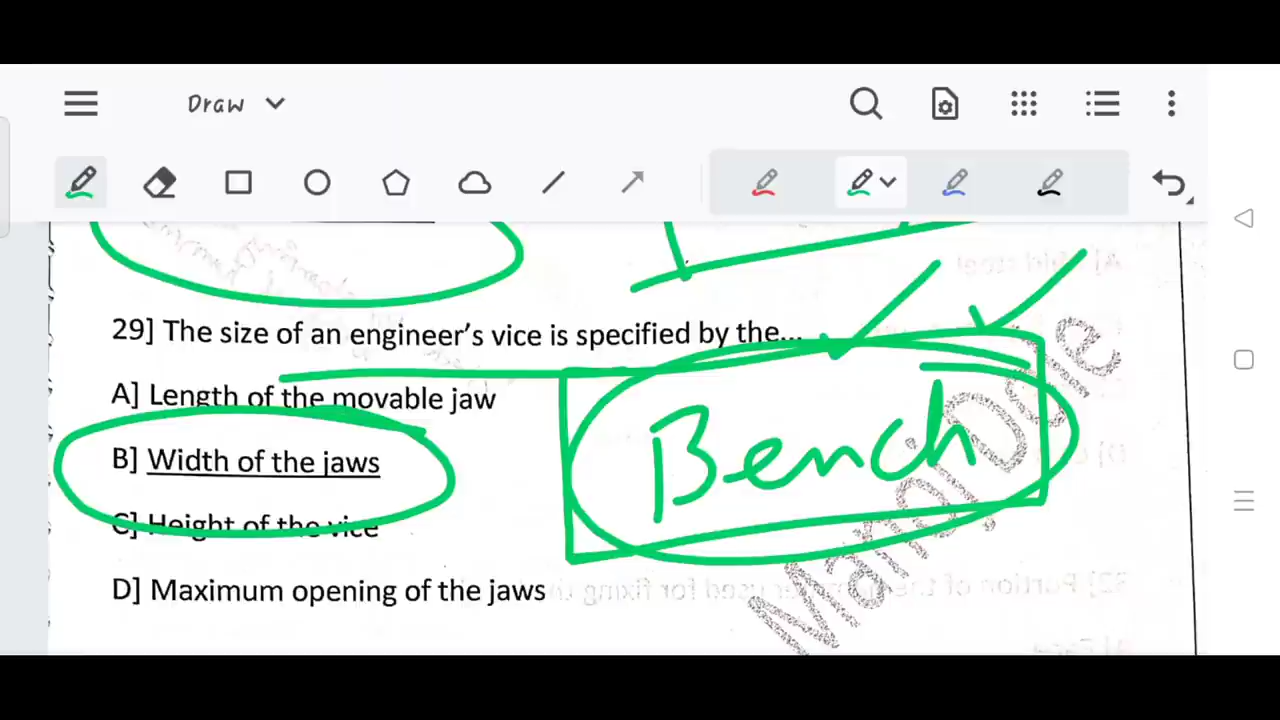 Draw
29] The size of an engineer's vice is specified by the...
A] Length of the movable jaw
B] Width of the jaws
C] Height of the vice
D] Maximum opening of the jaws
Bench